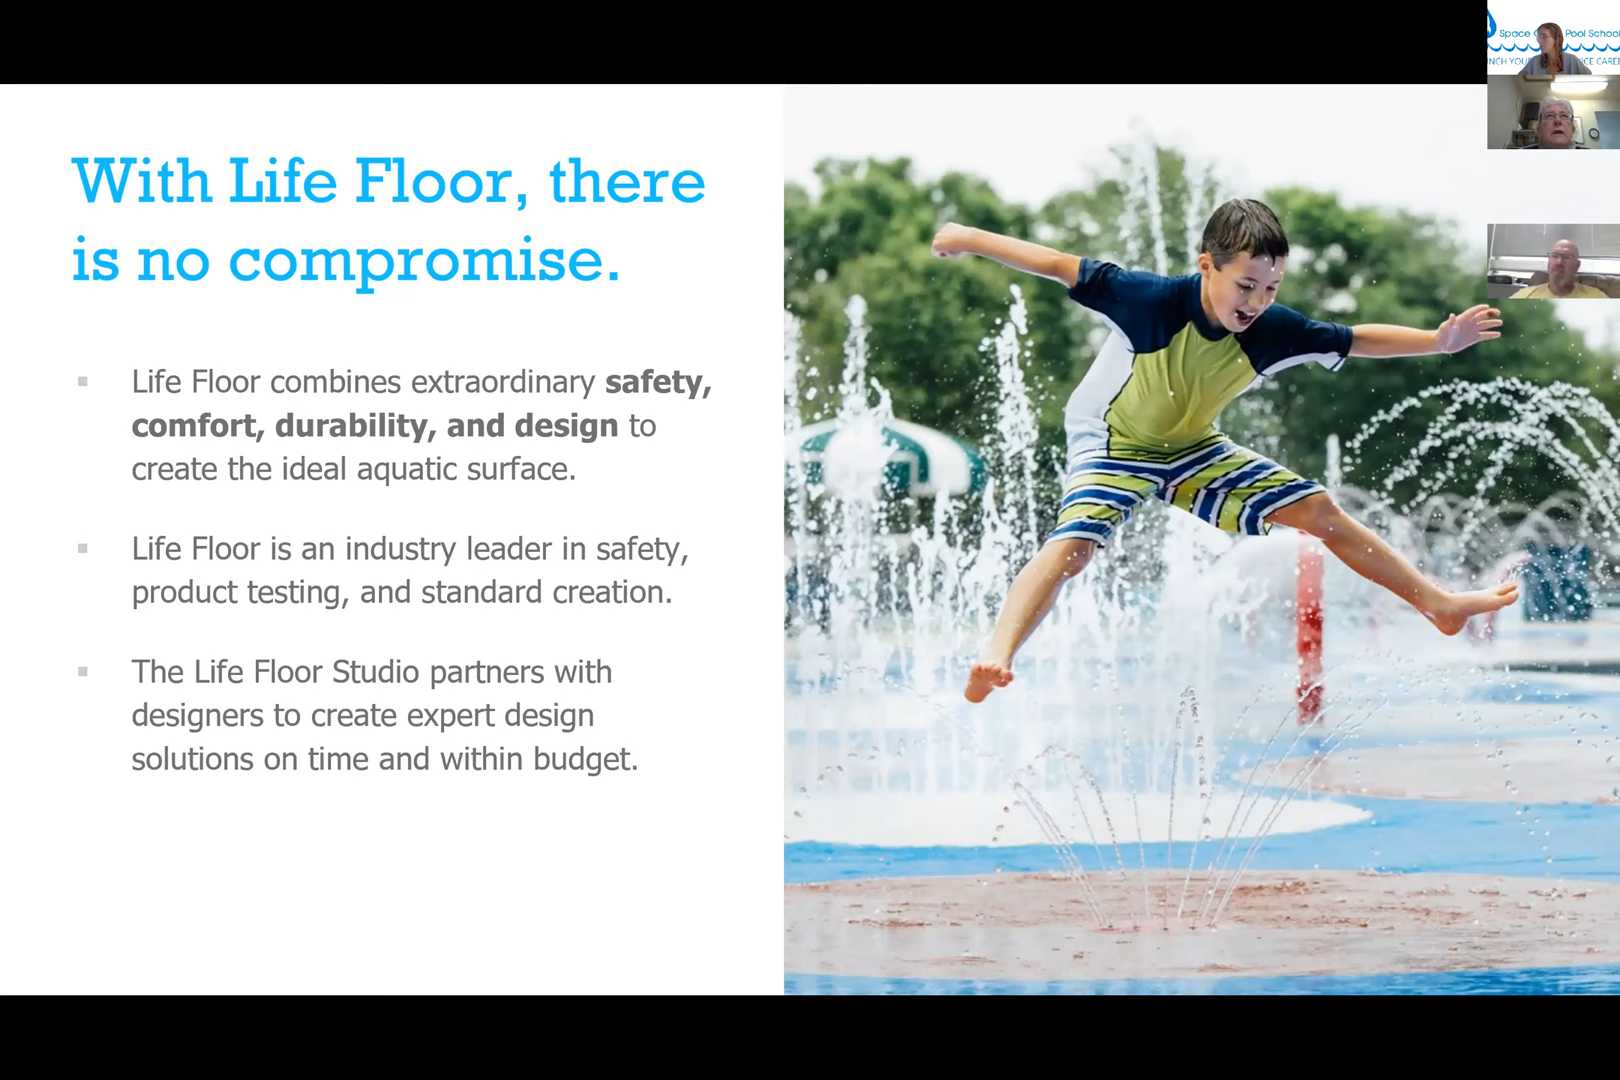 With Life Floor, there
is no compromise.
Life Floor combines extraordinary safety,
comfort, durability, and design to
create the ideal aquatic surface.
Life Floor is an industry leader in safety,
product testing, and standard creation.
The Life Floor Studio partners with
designers to create expert design
solutions on time and within budget.
Space Pool School